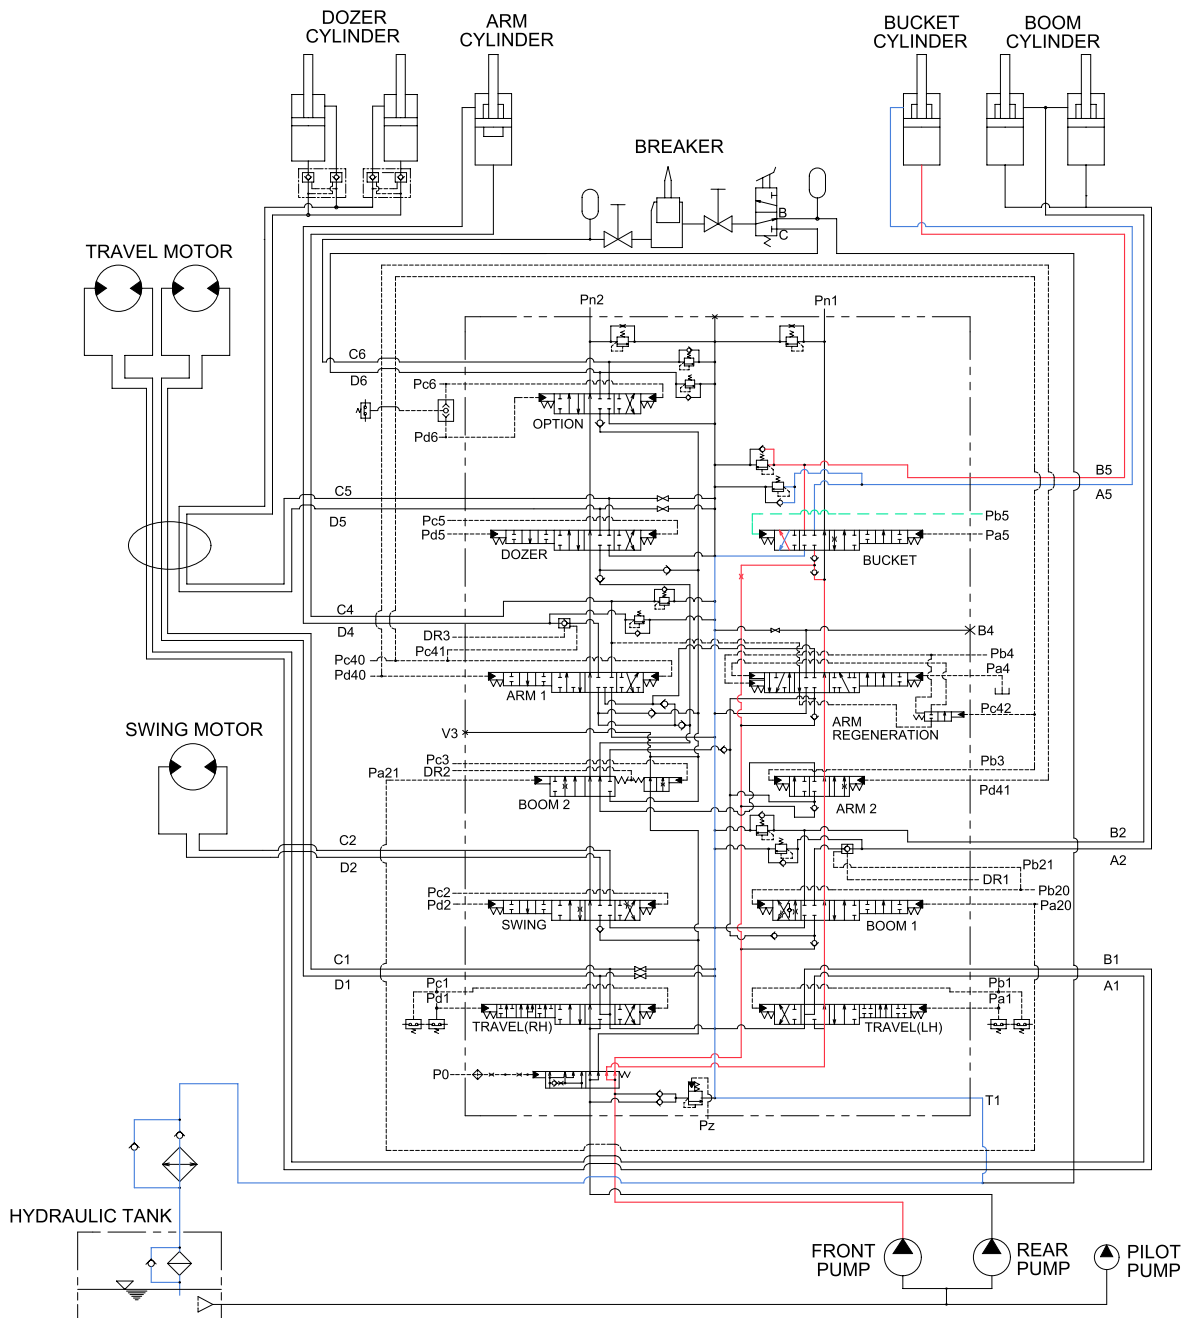 DOZER
CYLINDER
ARM
CYLINDER
BUCKET
CYLINDER
BOOM
CYLINDER
BREAKER
B
C
TRAVEL MOTOR
Pn2
Pn1
C6
D6
Pc6
Pd6
OPTION
C5
D5
Pc5
Pd5
DOZER
B5
A5
Pb5
Pa5
BUCKET
C4
D4
DR3
Pc41
Pc40
Pd40
ARM 1
B4
Pb4
Pa4
Pc42
ARM
REGENERATION
SWING MOTOR
V3
Pc3
DR2
Pa21
BOOM 2
Pb3
Pd41
ARM 2
C2
D2
B2
A2
Pb21
DR1
Pc2
Pd2
SWING
Pb20
Pa20
BOOM 1
C1
D1
B1
A1
Pc1
Pd1
TRAVEL(RH)
Pb1
Pa1
TRAVEL(LH)
P0
T1
Pz
HYDRAULIC TANK
FRONT
PUMP
REAR
PUMP
PILOT
PUMP